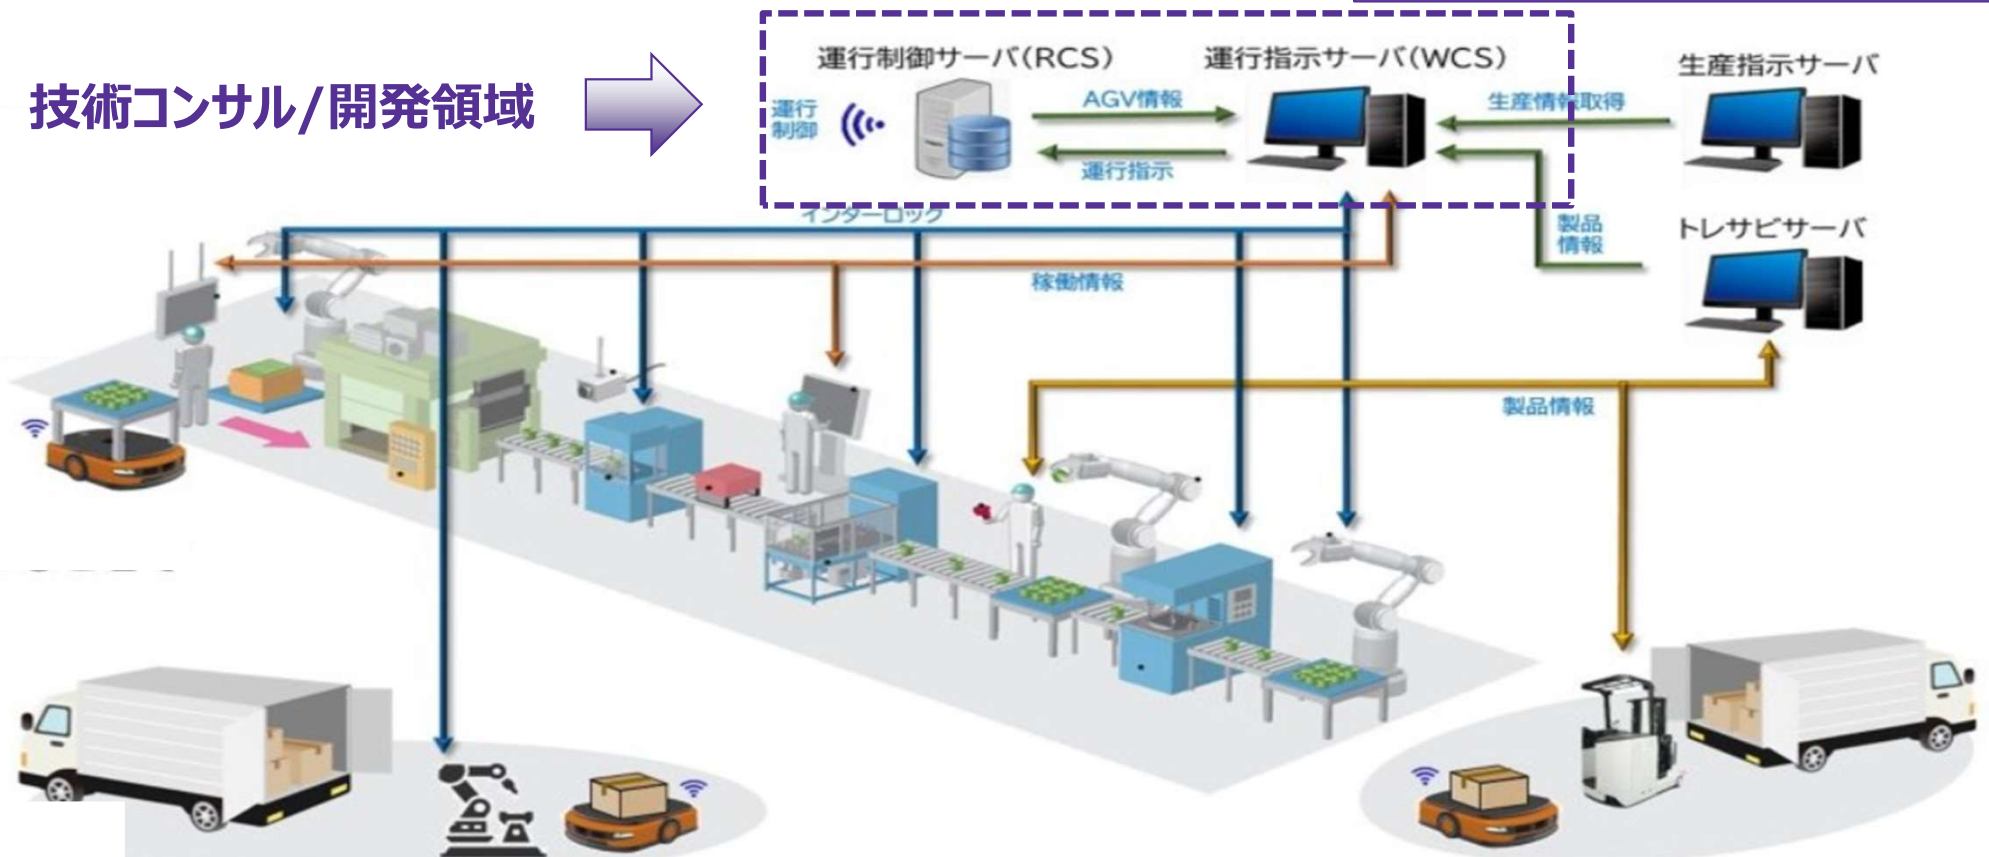 技術コンサル/開発領域
運行制御サーバ(RCS)
運行指示サーバ(WCS)
生産指示サーバ
運行
制御
AGV情報
生産情報取得
運行指示
インターロック
製品
情報
トレサビサーバ
稼働情報
製品情報